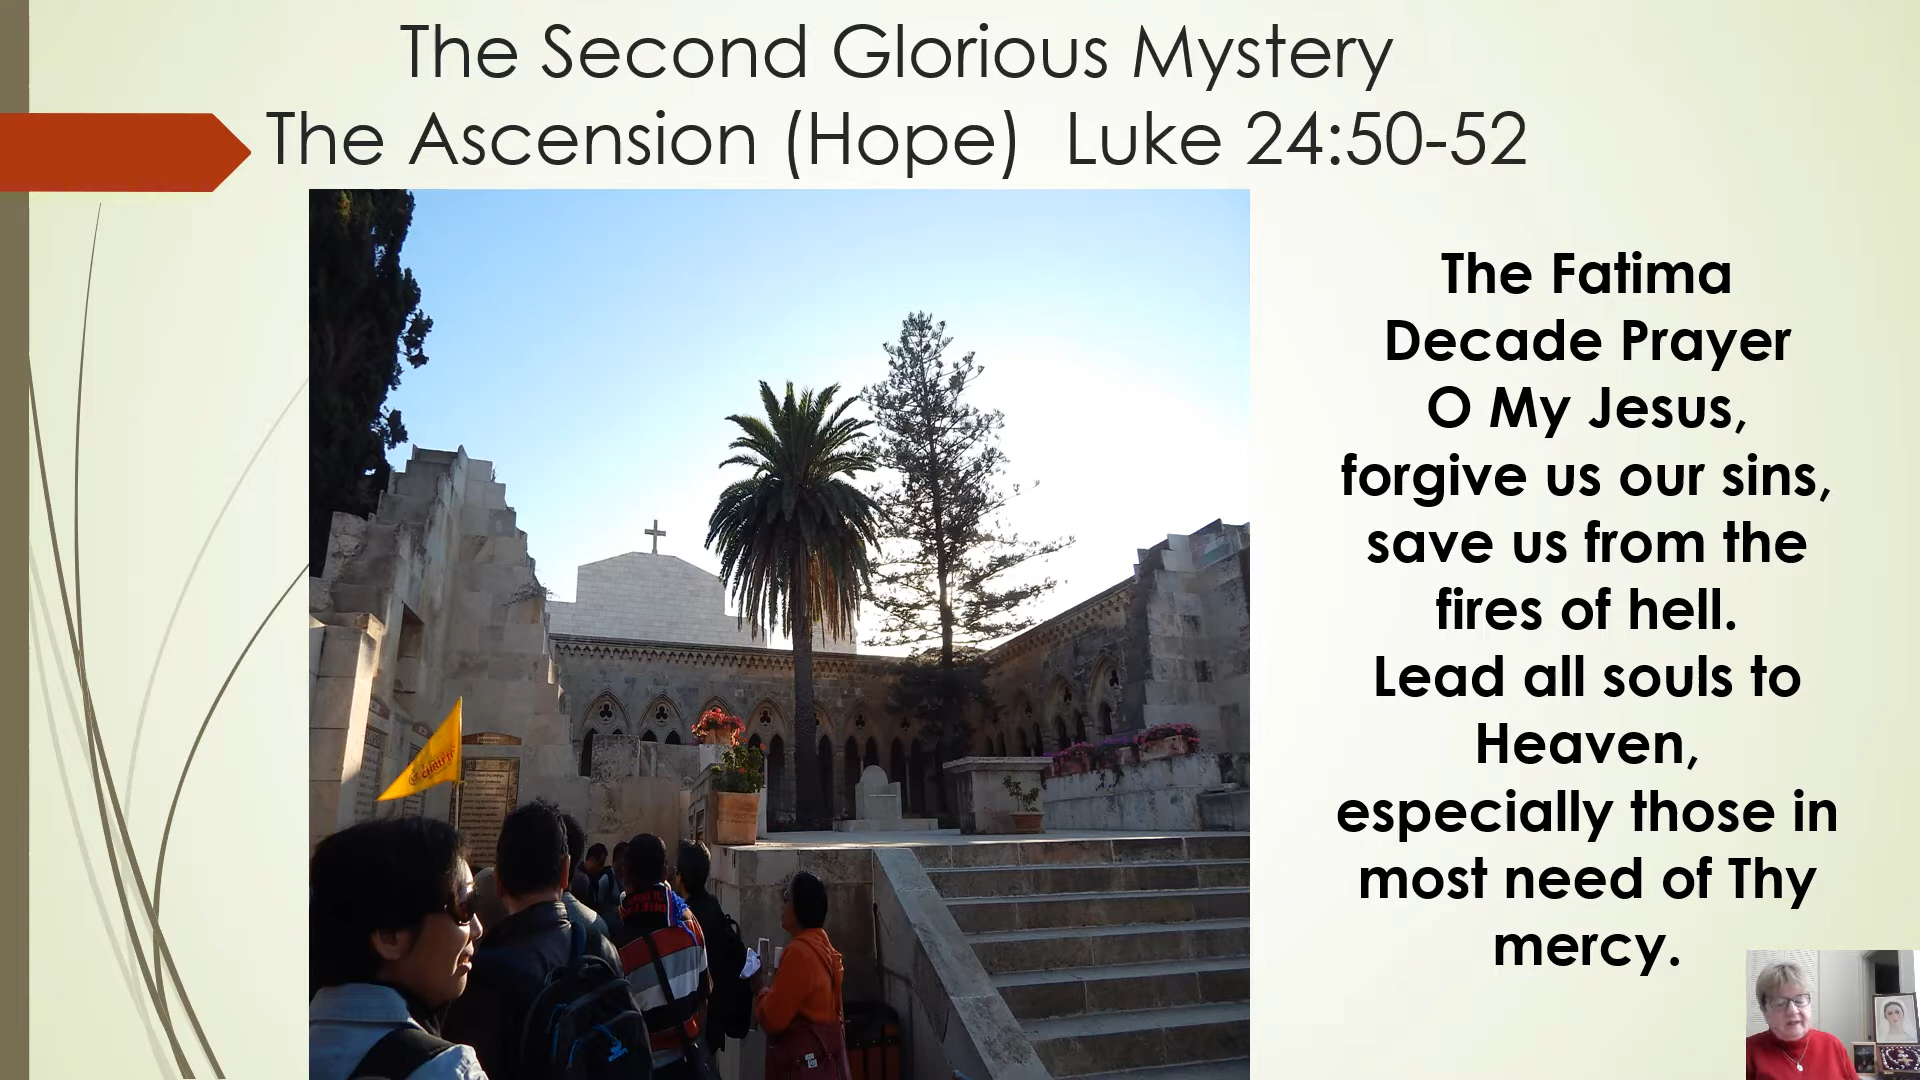 The Second Glorious Mystery
The Ascension (Hope) Luke 24:50-52
The Fatima
Decade Prayer
O My Jesus,
forgive us our sins,
save us from the
fires of hell.
Lead all souls to
Heaven,
especially those in
most need of Thy
mercy.